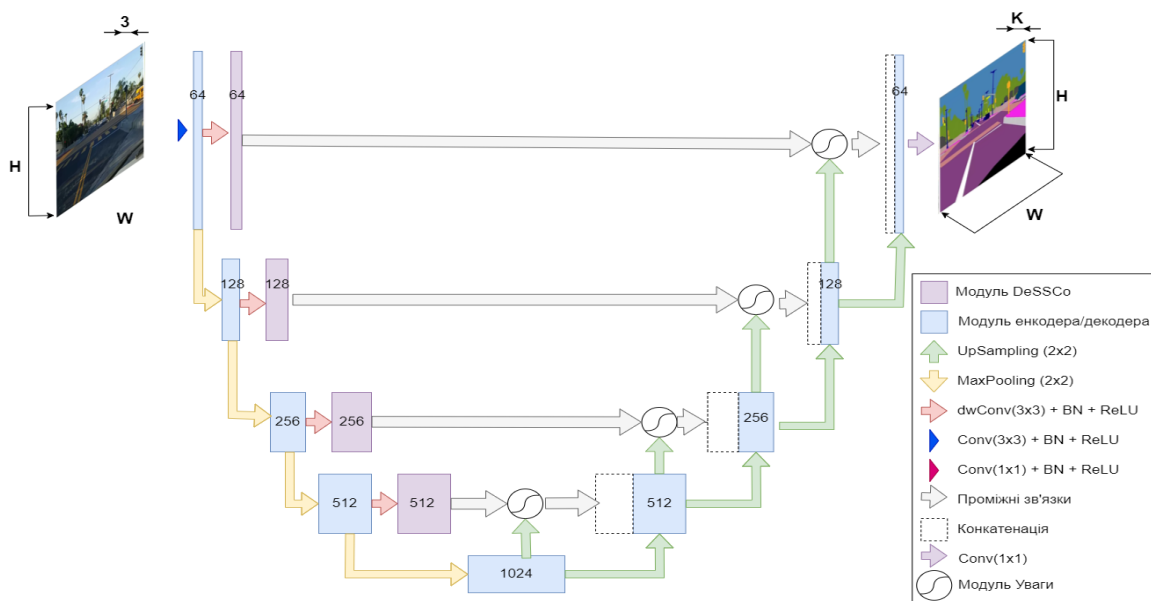 3
H
W
64
64
K
64
H
W
128
128
128
256
256
256
512
512
512
1024
Модуль DeSSCo
Модуль енкодера/декодера
UpSampling (2x2)
MaxPooling (2x2)
dwConv(3x3) + BN + ReLU
Conv(3x3) + BN + ReLU
Conv(1x1) + BN + ReLU
Проміжні зв'язки
Конкатенація
Conv(1x1)
Модуль Уваги